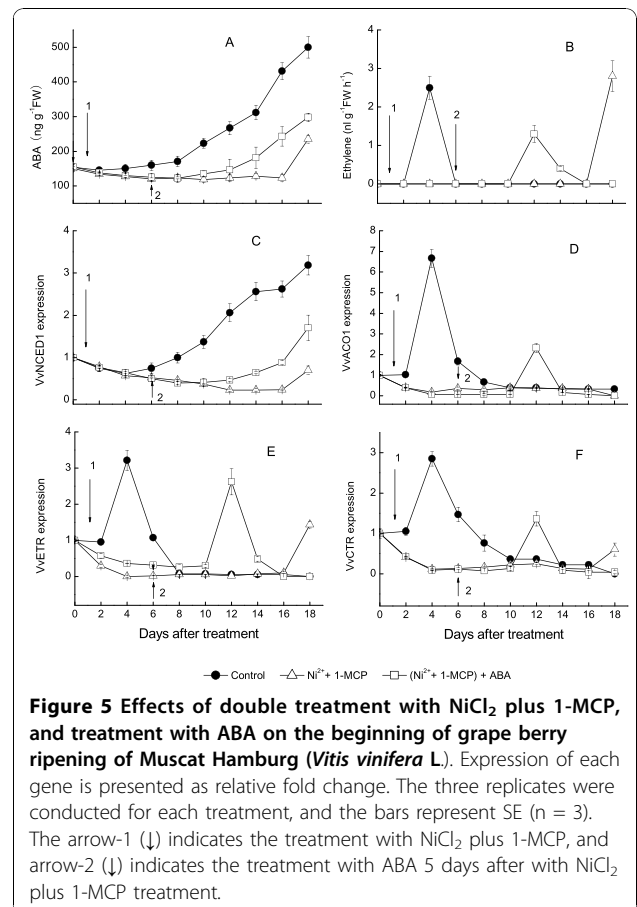 A
ABA (ng g⁻¹FW)
500
400
300
200
100
1
2
B
Ethylene (nl g⁻¹FW h⁻¹)
4
3
2
1
0
1
2
C
VvNCED1 expression
4
3
2
1
0
1
2
D
VvACO1 expression
8
7
6
5
4
3
2
1
0
1
2
E
VvETR expression
4
3
2
1
0
1
2
0 2 4 6 8 10 12 14 16 18
Days after treatment
F
VvCTR expression
3
2
1
0
1
2
0 2 4 6 8 10 12 14 16 18
Days after treatment
Control Ni²⁺+ 1-MCP (Ni²⁺+ 1-MCP) + ABA
Figure 5 Effects of double treatment with NiCl₂ plus 1-MCP,
and treatment with ABA on the beginning of grape berry
ripening of Muscat Hamburg (Vitis vinifera L.). Expression of each
gene is presented as relative fold change. The three replicates were
conducted for each treatment, and the bars represent SE (n = 3).
The arrow-1 (↓) indicates the treatment with NiCl₂ plus 1-MCP, and
arrow-2 (↓) indicates the treatment with ABA 5 days after with NiCl₂
plus 1-MCP treatment.